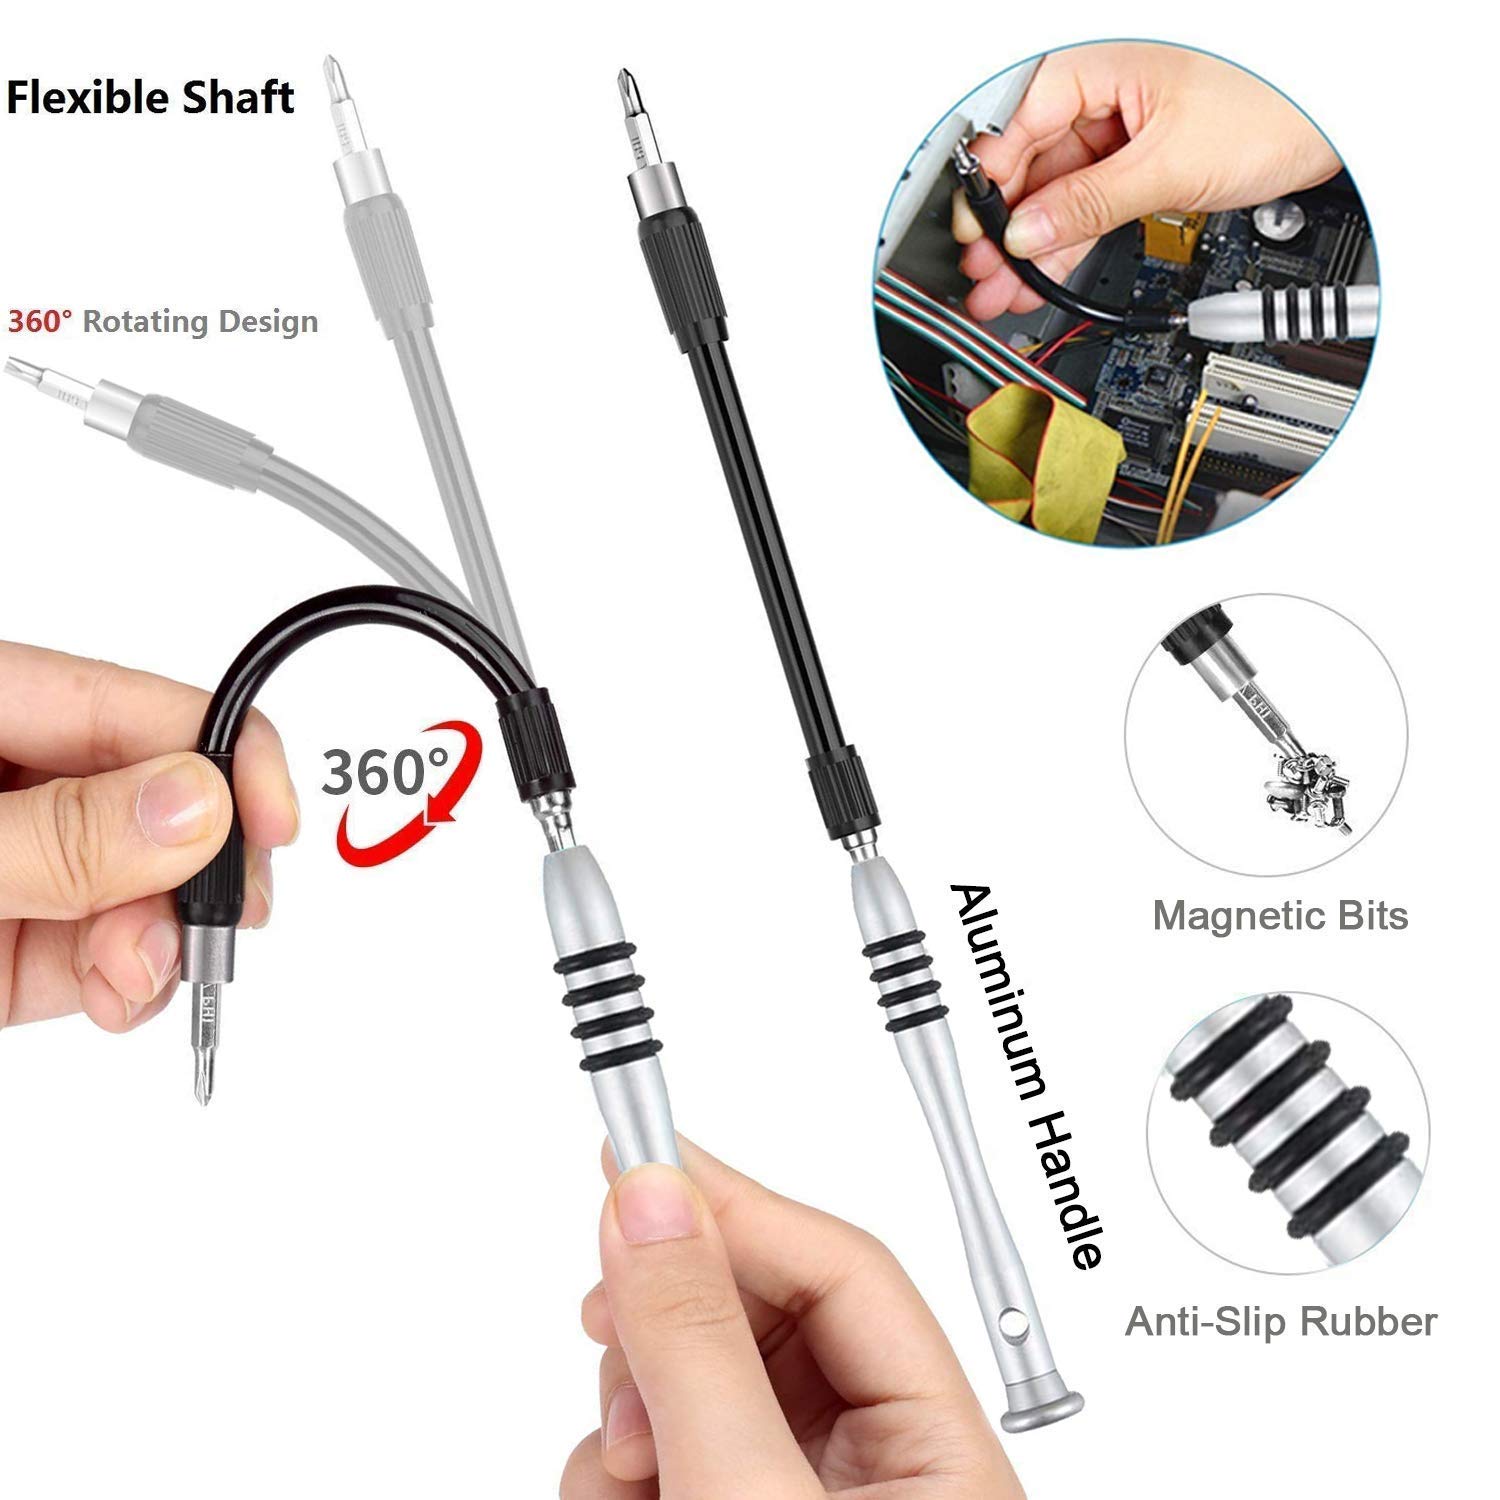 Flexible Shaft
360° Rotating Design
360°
Aluminum Handle
Magnetic Bits
Anti-Slip Rubber